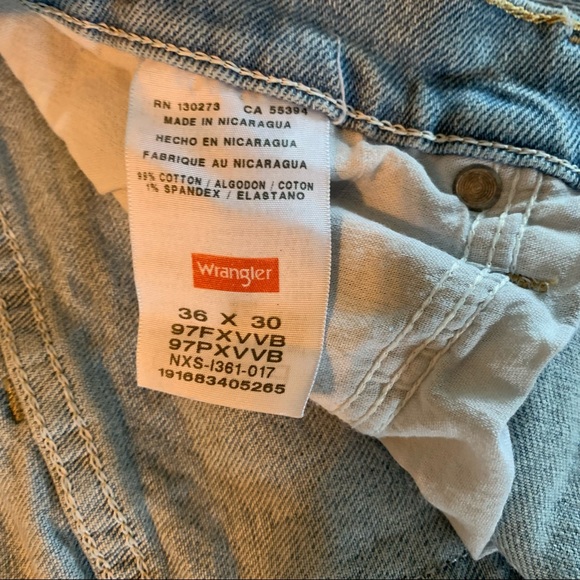 RN 130273 CA 55394
MADE IN NICARAGUA
HECHO EN NICARAGUA
FABRIQUE AU NICARAGUA
99% COTTON / ALGODON / COTON
1% SPANDEX / ELASTANO
Wrangler
36 X 30
97FXVVB
97PXVVB
NXS-I361-017
191683405265